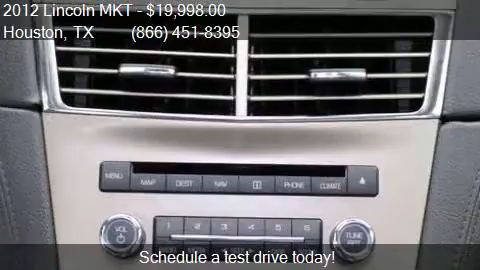 2012 Lincoln MKT - $19,998.00
Houston, TX (866) 451-8395
MENU MAP DEST NAV PHONE CLIMATE
VOL 1 2 3 4 5 6 TUNE
Schedule a test drive today!